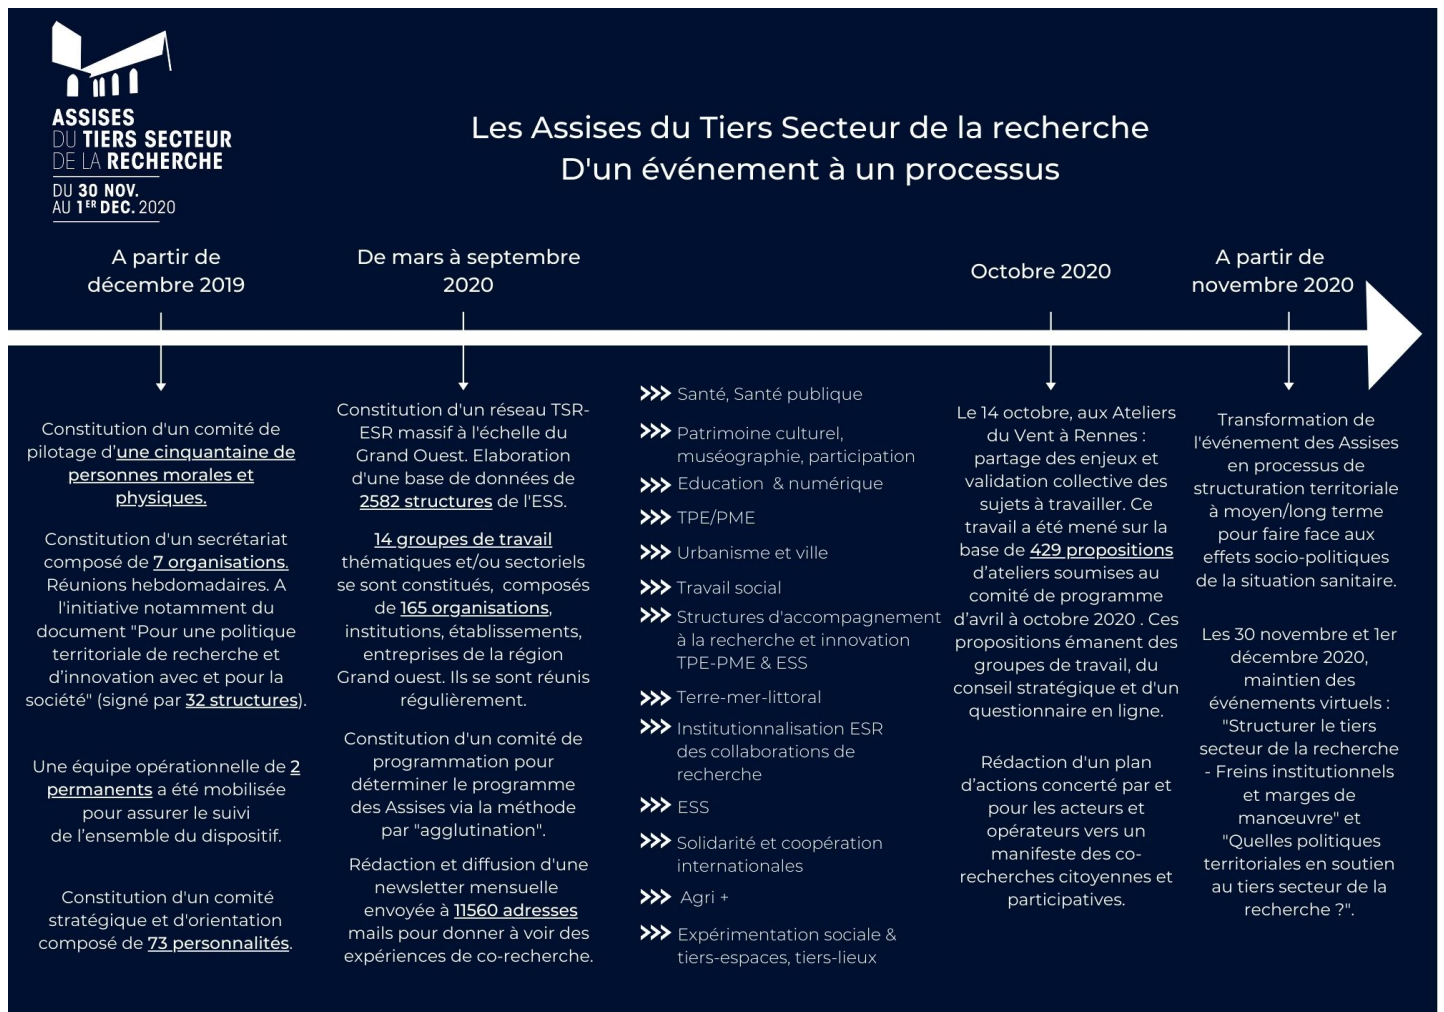 ASSISES
DU TIERS SECTEUR
DE LA RECHERCHE
DU 30 NOV.
AU 1ER DEC. 2020
Les Assises du Tiers Secteur de la recherche
D'un événement à un processus
A partir de
décembre 2019
De mars à septembre
2020
Octobre 2020
A partir de
novembre 2020
Constitution d'un comité de
pilotage d'une cinquantaine de
personnes morales et
physiques.
Constitution d'un secrétariat
composé de 7 organisations.
Réunions hebdomadaires. A
l'initiative notamment du
document "Pour une politique
territoriale de recherche et
d'innovation avec et pour la
société" (signé par 32 structures).
Une équipe opérationnelle de 2
permanents a été mobilisée
pour assurer le suivi
de l'ensemble du dispositif.
Constitution d'un comité
stratégique et d'orientation
composé de 73 personnalités.
Constitution d'un réseau TSR-
ESR massif à l'échelle du
Grand Ouest. Elaboration
d'une base de données de
2582 structures de l'ESS.
14 groupes de travail
thématiques et/ou sectoriels
se sont constitués, composés
de 165 organisations,
institutions, établissements,
entreprises de la région
Grand ouest. Ils se sont réunis
régulièrement.
Constitution d'un comité de
programmation pour
déterminer le programme
des Assises via la méthode
par "agglutination".
Rédaction et diffusion d'une
newsletter mensuelle
envoyée à 11560 adresses
mails pour donner à voir des
expériences de co-recherche.
Santé, Santé publique
Patrimoine culturel,
muséographie, participation
Education & numérique
TPE/PME
Urbanisme et ville
Travail social
Structures d'accompagnement
à la recherche et innovation
TPE-PME & ESS
Terre-mer-littoral
Institutionnalisation ESR
des collaborations de
recherche
ESS
Solidarité et coopération
internationales
Agri +
Expérimentation sociale &
tiers-espaces, tiers-lieux
Le 14 octobre, aux Ateliers
du Vent à Rennes :
partage des enjeux et
validation collective des
sujets à travailler. Ce
travail a été mené sur la
base de 429 propositions
d'ateliers soumises au
comité de programme
d'avril à octobre 2020 . Ces
propositions émanent des
groupes de travail, du
conseil stratégique et d'un
questionnaire en ligne.
Rédaction d'un plan
d'actions concerté par et
pour les acteurs et
opérateurs vers un
manifeste des co-
recherches citoyennes et
participatives.
Transformation de
l'événement des Assises
en processus de
structuration territoriale
à moyen/long terme
pour faire face aux
effets socio-politiques
de la situation sanitaire.
Les 30 novembre et 1er
décembre 2020,
maintien des
événements virtuels :
"Structurer le tiers
secteur de la recherche
- Freins institutionnels
et marges de
manœuvre" et
"Quelles politiques
territoriales en soutien
au tiers secteur de la
recherche ?".